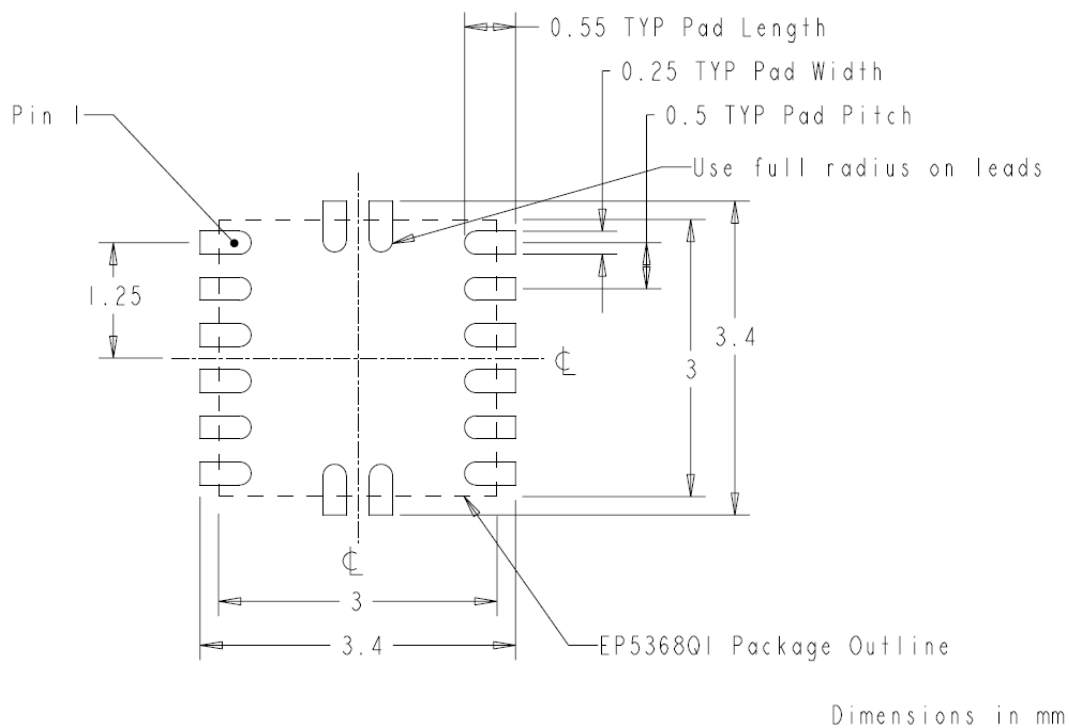 0.55 TYP Pad Length
0.25 TYP Pad Width
Pin 1
0.5 TYP Pad Pitch
Use full radius on leads
1.25
3.4
3
℄
℄
3
3.4
EP5368QI Package Outline
Dimensions in mm